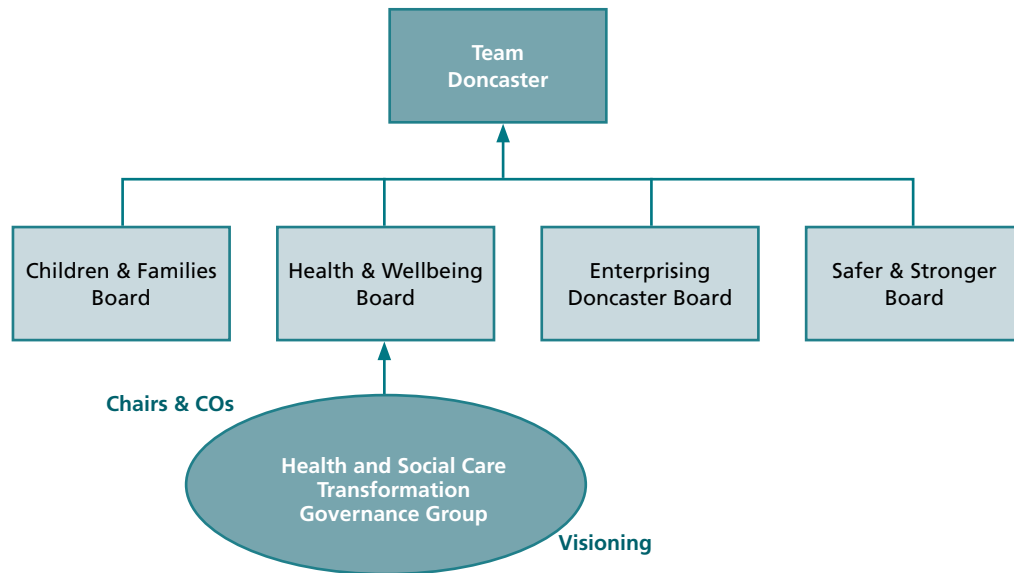 Team
Doncaster
Children & Families
Board
Health & Wellbeing
Board
Enterprising
Doncaster Board
Safer & Stronger
Board
Chairs & COs
Health and Social Care
Transformation
Governance Group
Visioning